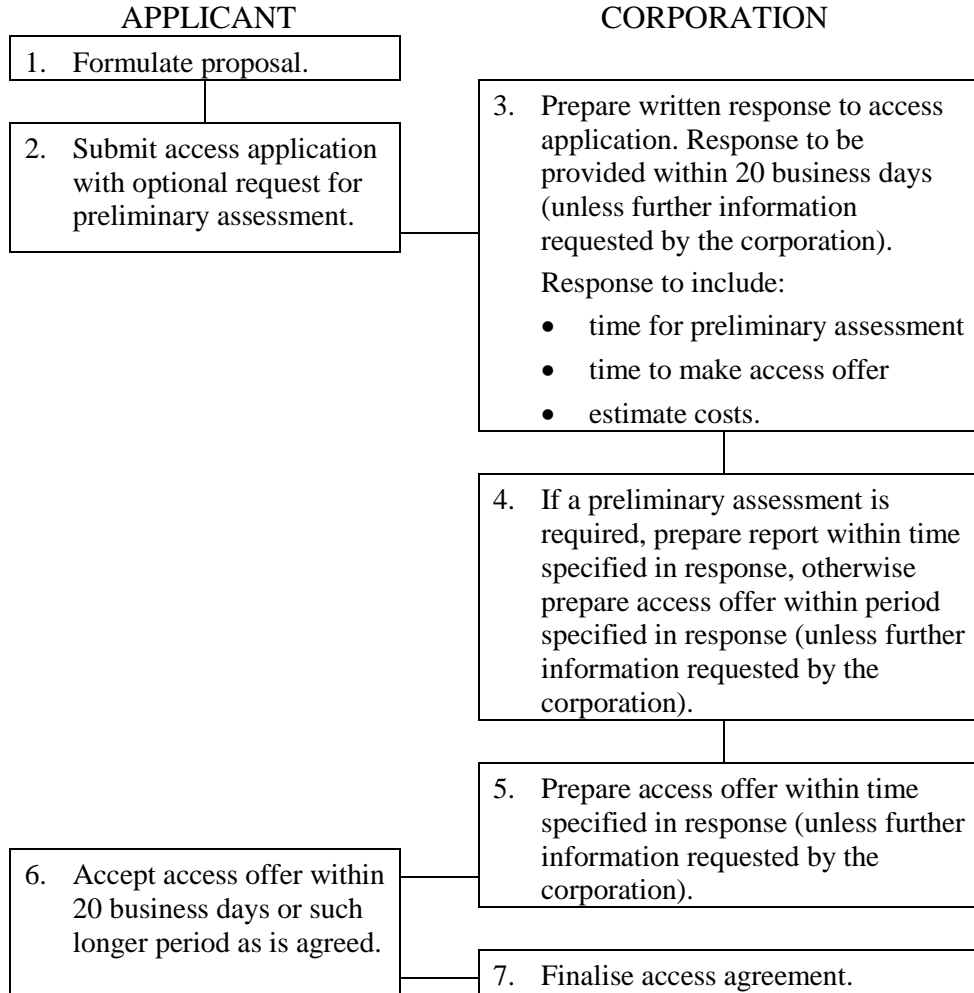 APPLICANT
CORPORATION
1. Formulate proposal.
2. Submit access application
with optional request for
preliminary assessment.
3. Prepare written response to access
application. Response to be
provided within 20 business days
(unless further information
requested by the corporation).
Response to include:
• time for preliminary assessment
• time to make access offer
• estimate costs.
4. If a preliminary assessment is
required, prepare report within time
specified in response, otherwise
prepare access offer within period
specified in response (unless further
information requested by the
corporation).
5. Prepare access offer within time
specified in response (unless further
information requested by the
corporation).
6. Accept access offer within
20 business days or such
longer period as is agreed.
7. Finalise access agreement.